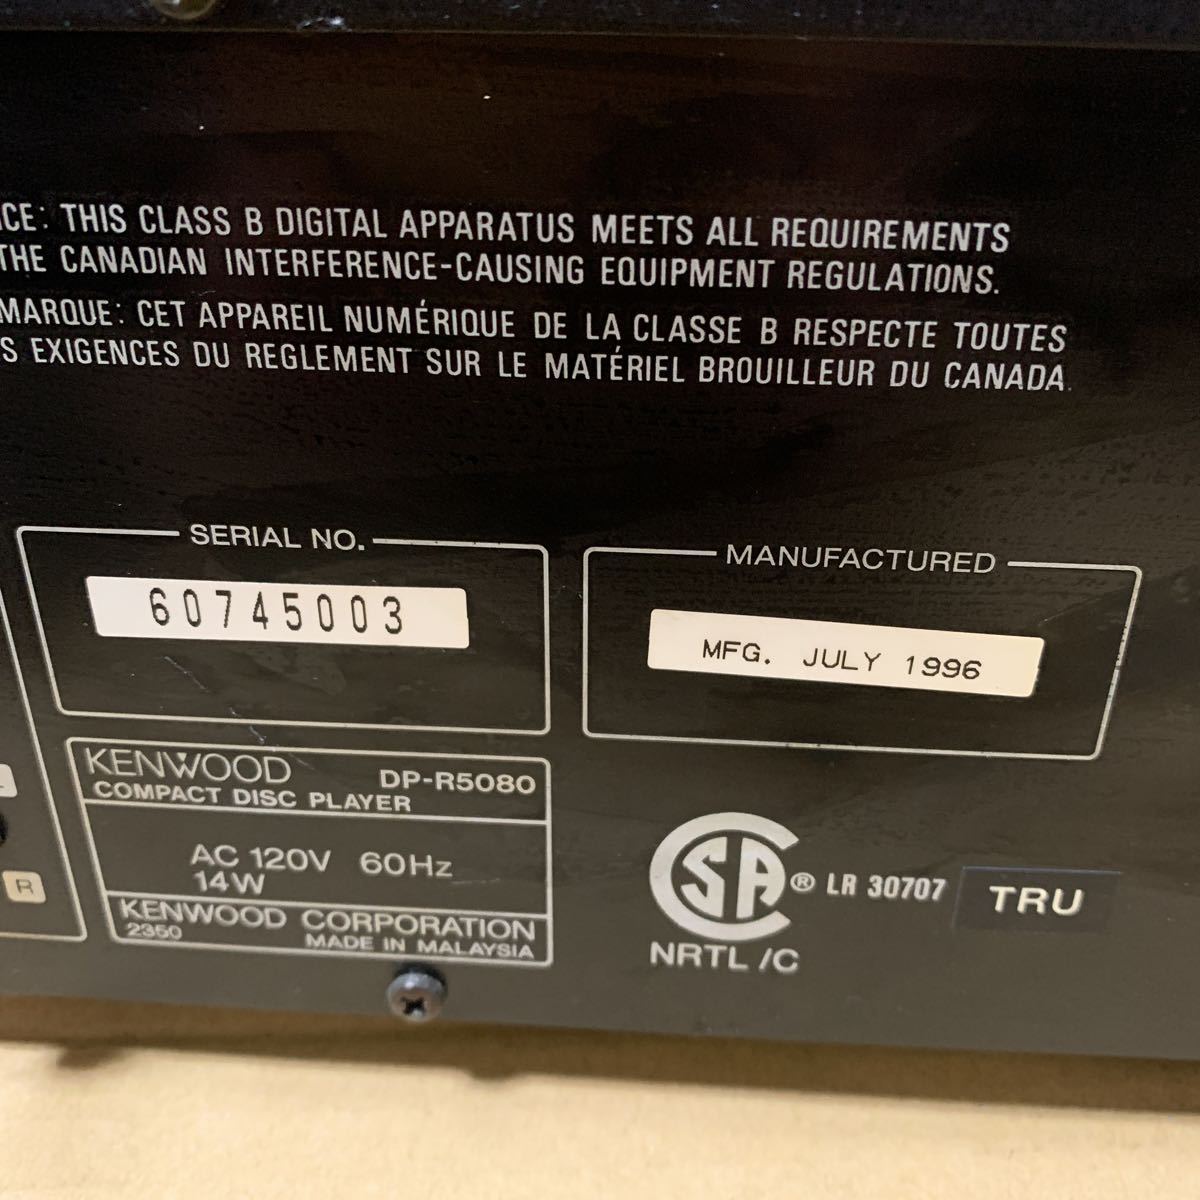 CE: THIS CLASS B DIGITAL APPARATUS MEETS ALL REQUIREMENTS
THE CANADIAN INTERFERENCE-CAUSING EQUIPMENT REGULATIONS.
MARQUE: CET APPAREIL NUMÉRIQUE DE LA CLASSE B RESPECTE TOUTES
S EXIGENCES DU REGLEMENT SUR LE MATÉRIEL BROUILLEUR DU CANADA.
SERIAL NO.
60745003
MANUFACTURED
MFG. JULY 1996
KENWOOD DP-R5080
COMPACT DISC PLAYER
AC 120V 60Hz
14W
KENWOOD CORPORATION
2350 MADE IN MALAYSIA
L
R
SA ® LR 30707
NRTL /C
TRU